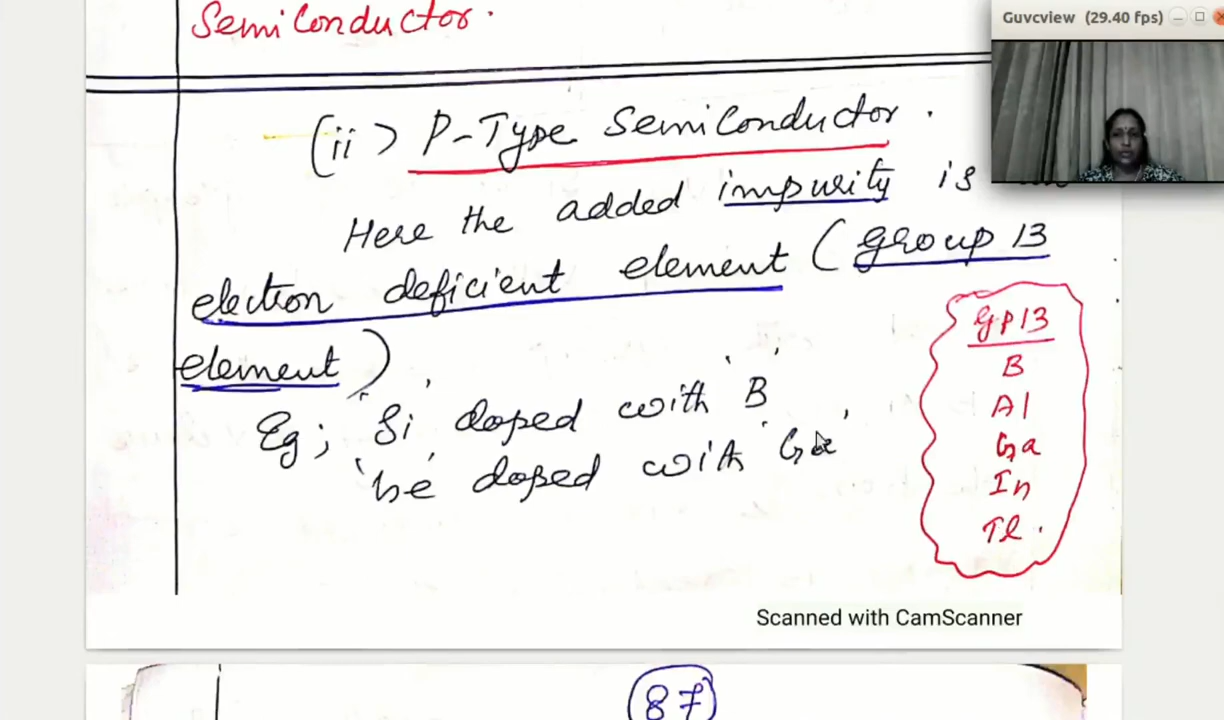 Semiconductor.
Guvcview (29.40 fps)
(ii) P-Type Semiconductor.
Here the added impurity is
election deficient element (Group 13
element).
Eg; 'Si' doped with 'B'
'Ge' doped with 'Ga'
Gp 13
B
Al
Ga
In
Tl.
Scanned with CamScanner
87